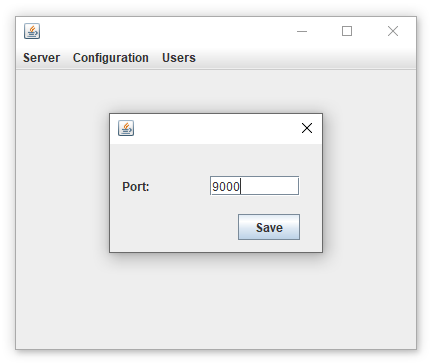 Server Configuration Users
Port: 9000
Save